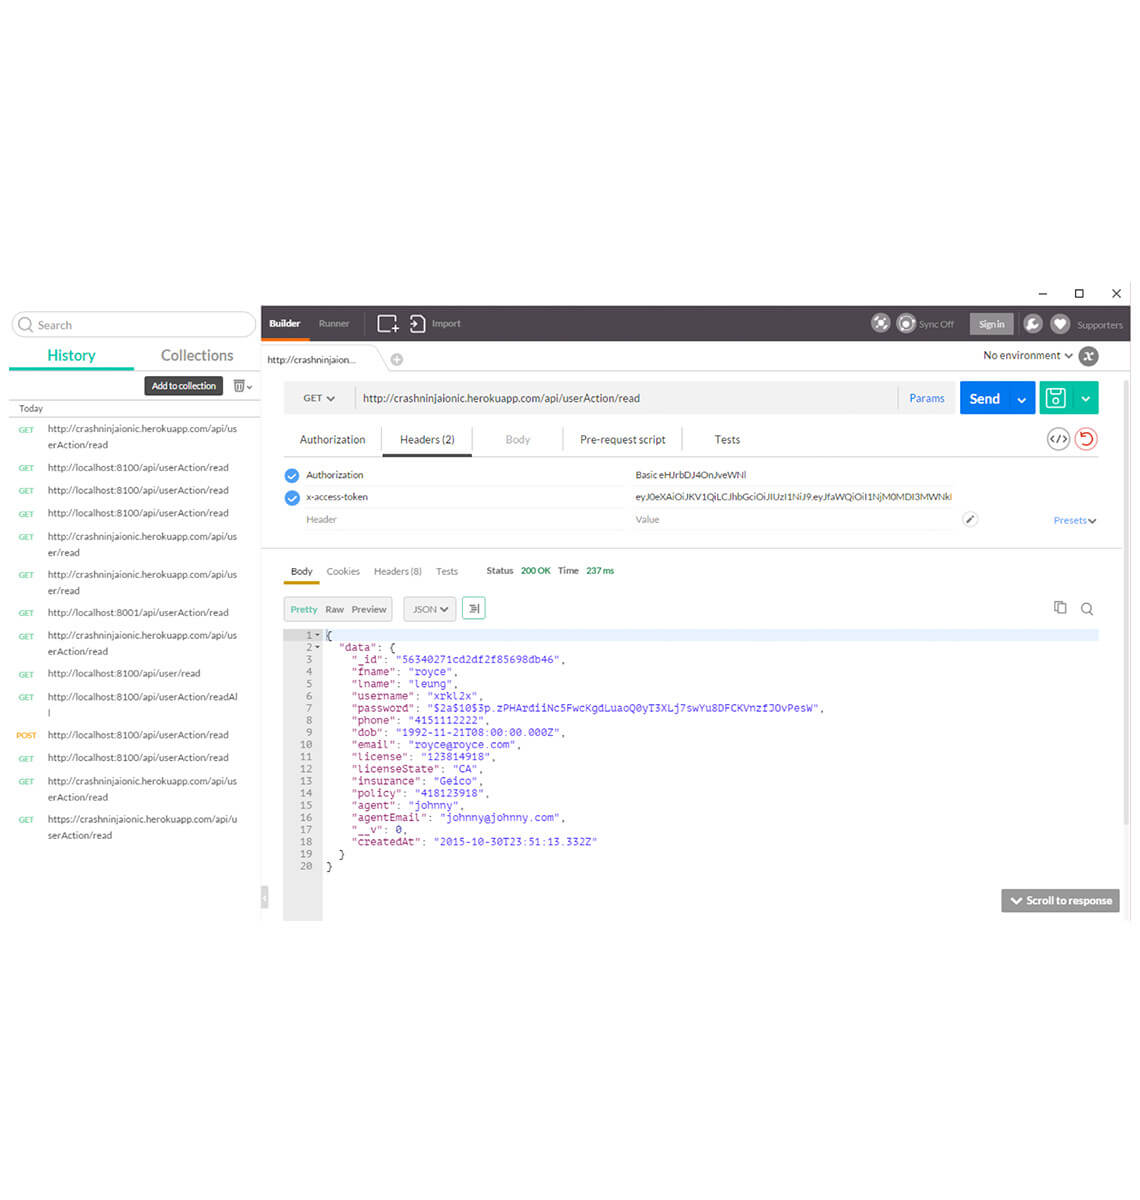 Search
History Collections
Add to collection
Today
GET http://crashninjaionic.herokuapp.com/api/us
erAction/read
GET http://localhost:8100/api/userAction/read
GET http://localhost:8100/api/userAction/read
GET http://localhost:8100/api/userAction/read
GET http://crashninjaionic.herokuapp.com/api/us
er/read
GET http://crashninjaionic.herokuapp.com/api/us
er/read
GET http://localhost:8001/api/userAction/read
GET http://crashninjaionic.herokuapp.com/api/us
erAction/read
GET http://localhost:8100/api/user/read
GET http://localhost:8100/api/userAction/readAl
l
POST http://localhost:8100/api/userAction/read
GET http://localhost:8100/api/userAction/read
GET http://crashninjaionic.herokuapp.com/api/us
erAction/read
GET https://crashninjaionic.herokuapp.com/api/u
serAction/read
Builder Runner Import Sync Off Sign in Supporters
http://crashninjaion... No environment
GET http://crashninjaionic.herokuapp.com/api/userAction/read Params Send
Authorization Headers (2) Body Pre-request script Tests
Authorization Basic eHJrbDJ4OnJveWNl
x-access-token
Header Value Presets
Body Cookies Headers (8) Tests Status 200 OK Time 237 ms
Pretty Raw Preview JSON
1 {
2 "data": {
3 "_id": "56340271cd2df2f85698db46",
4 "fname": "royce",
5 "lname": "leung",
6 "username": "xrkl2x",
7 "password": "$2a$10$3p.zPHArdiiNc5FwcKgdLuaoQ0yT3XLj7swYu8DFCKVnzfJOvPesW",
8 "phone": "4151112222",
9 "dob": "1992-11-21T08:00:00.000Z",
10 "email": "royce@royce.com",
11 "license": "123814918",
12 "licenseState": "CA",
13 "insurance": "Geico",
14 "policy": "418123918",
15 "agent": "johnny",
16 "agentEmail": "johnny@johnny.com",
17 "__v": 0,
18 "createdAt": "2015-10-30T23:51:13.332Z"
19 }
20 }
Scroll to response